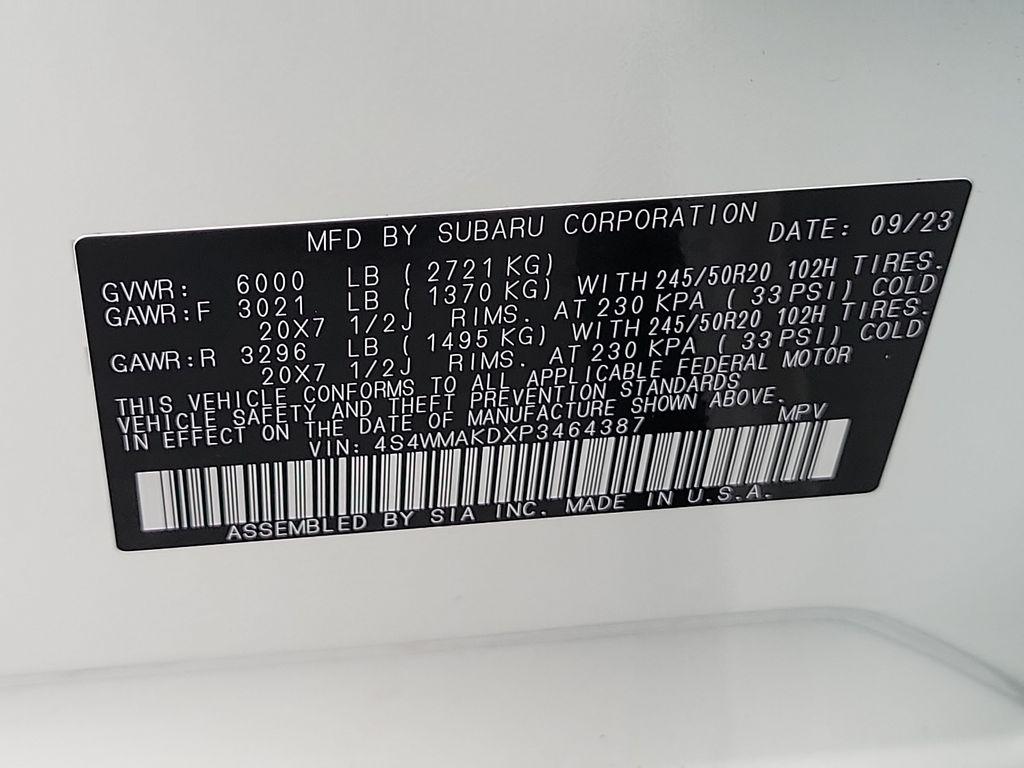 MFD BY SUBARU CORPORATION DATE: 09/23
GVWR: 6000 LB ( 2721 KG)
GAWR:F 3021 LB ( 1370 KG) WITH 245/50R20 102H TIRES.
20X7 1/2J RIMS. AT 230 KPA ( 33 PSI) COLD
GAWR:R 3296 LB ( 1495 KG) WITH 245/50R20 102H TIRES.
20X7 1/2J RIMS. AT 230 KPA ( 33 PSI) COLD
THIS VEHICLE CONFORMS TO ALL APPLICABLE FEDERAL MOTOR
VEHICLE SAFETY AND THEFT PREVENTION STANDARDS
IN EFFECT ON THE DATE OF MANUFACTURE SHOWN ABOVE.
VIN: 4S4WMAKDXP3464387 MPV
ASSEMBLED BY SIA INC. MADE IN U.S.A.